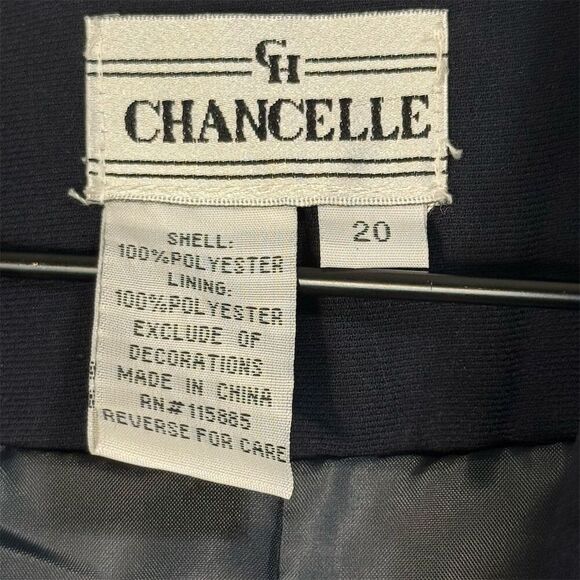 CH
CHANCELLE
20
SHELL:
100%POLYESTER
LINING:
100%POLYESTER
EXCLUDE OF
DECORATIONS
MADE IN CHINA
RN#115885
REVERSE FOR CARE